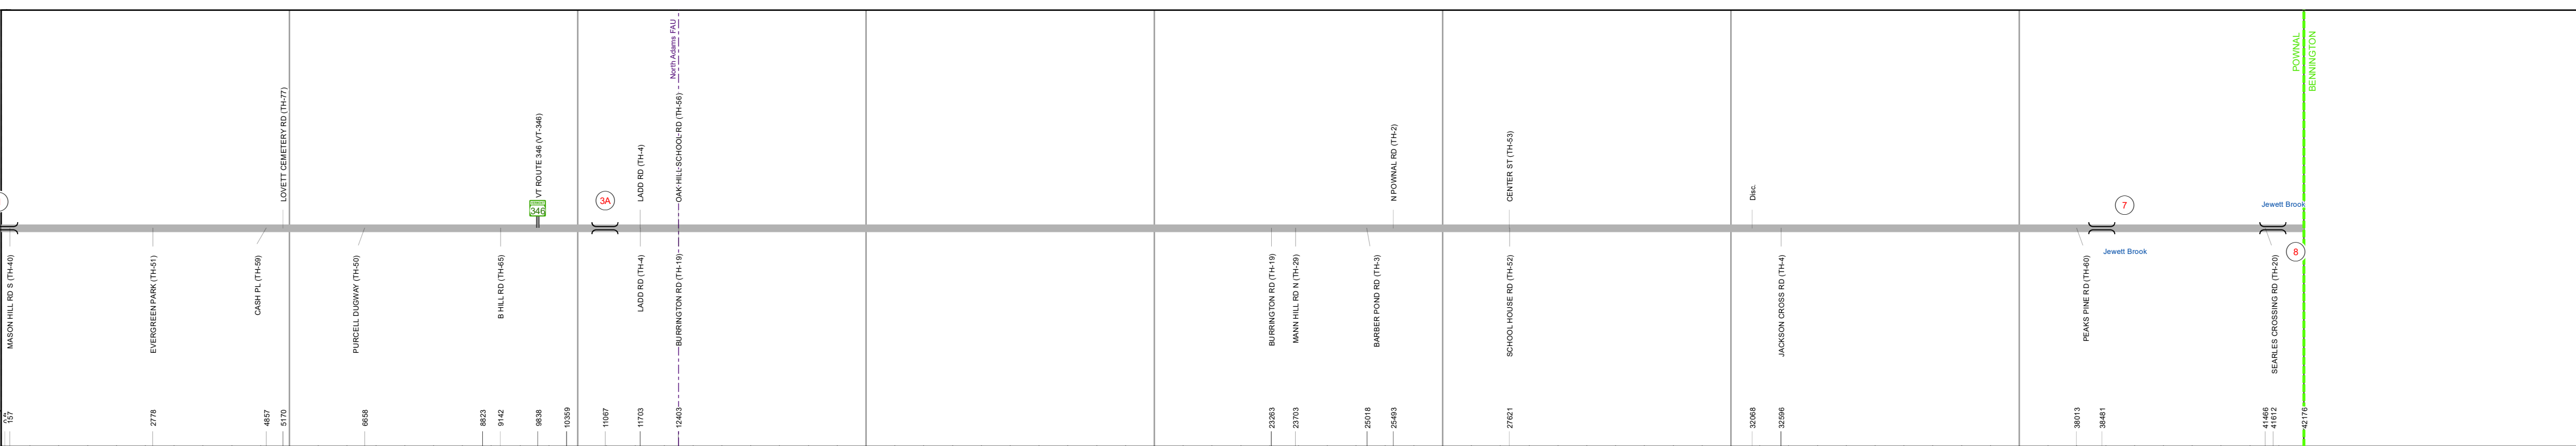 North Adams FAU
POWNAL
BENNINGTON
LOVETT CEMETERY RD (TH-77)
VT ROUTE 346 (VT-346)
346
3A
LADD RD (TH-4)
OAK HILL SCHOOL RD (TH-56)
N POWNAL RD (TH-2)
CENTER ST (TH-53)
Disc.
7
Jewett Brook
Jewett Brook
8
MASON HILL RD S (TH-40)
EVERGREEN PARK (TH-51)
CASH PL (TH-59)
PURCELL DUGWAY (TH-50)
B HILL RD (TH-65)
LADD RD (TH-4)
BURRINGTON RD (TH-19)
BURRINGTON RD (TH-19)
MANN HILL RD N (TH-29)
BARBER POND RD (TH-3)
SCHOOL HOUSE RD (TH-52)
JACKSON CROSS RD (TH-4)
PEAKS PINE RD (TH-60)
SEARLES CROSSING RD (TH-20)
157
2778
4857
5170
6658
8823
9142
9838
10359
11067
11703
12403
23263
23703
25018
25493
27621
32068
32596
38013
38481
41466
41612
42176